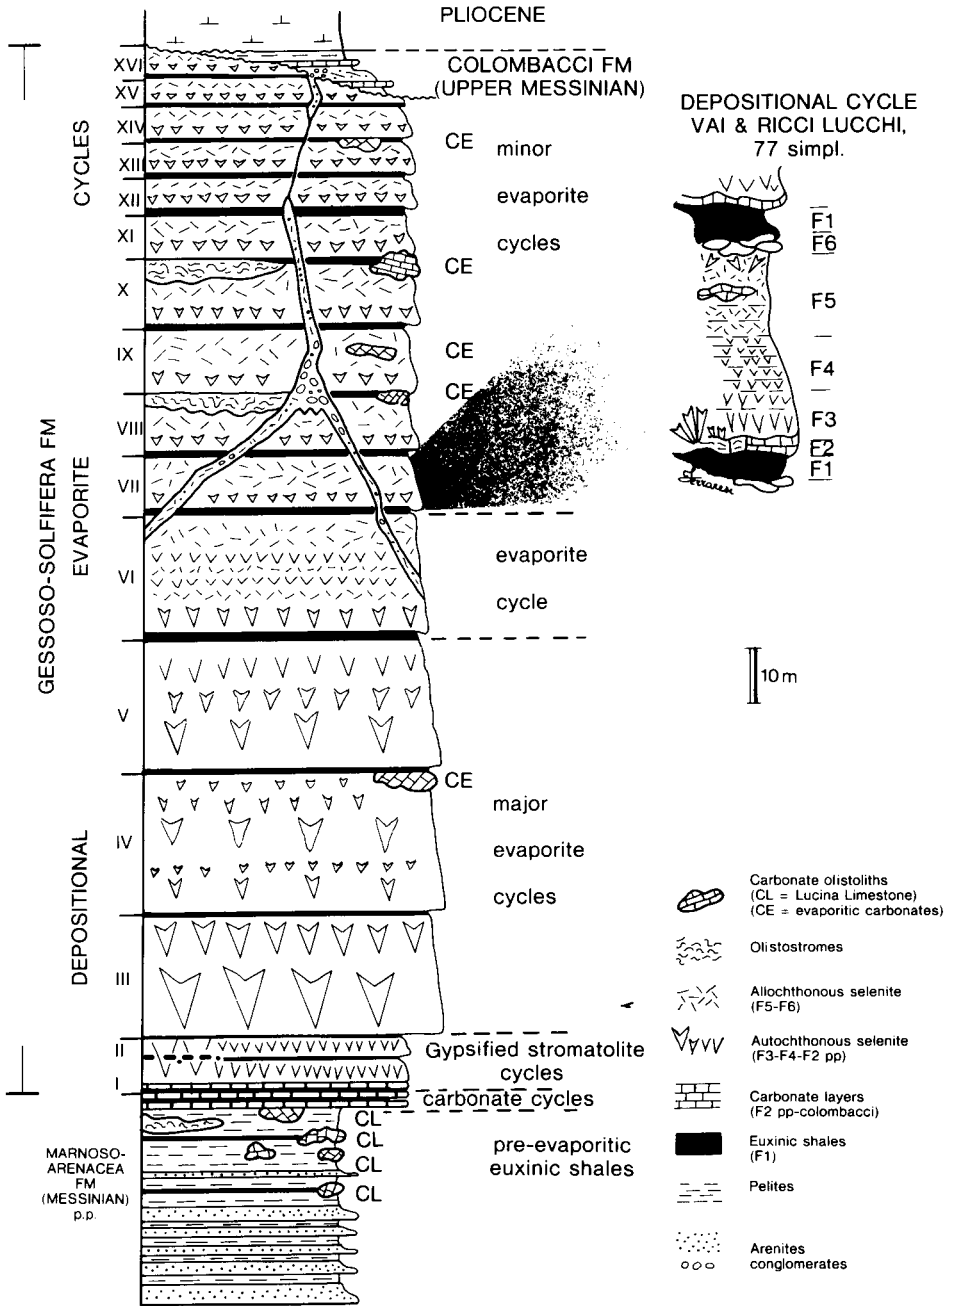 PLIOCENE
COLOMBACCI FM
(UPPER MESSINIAN)
DEPOSITIONAL CYCLE
VAI & RICCI LUCCHI,
77 simpl.
GESSOSO-SOLFIFERA FM
DEPOSITIONAL EVAPORITE CYCLES
XVI
XV
XIV
XIII
XII
XI
X
IX
VIII
VII
VI
V
IV
III
II
I
CE
minor
evaporite
cycles
CE
CE
CE
evaporite
cycle
CE
major
evaporite
cycles
Gypsified stromatolite
cycles
carbonate cycles
CL
CL
CL
CL
pre-evaporitic
euxinic shales
MARNOSO-
ARENACEA
FM
(MESSINIAN)
p.p.
F1
F6
F5
F4
F3
F2
F1
10 m
Carbonate olistoliths
(CL = Lucina Limestone)
(CE = evaporitic carbonates)
Olistostromes
Allochthonous selenite
(F5-F6)
Autochthonous selenite
(F3-F4-F2 pp)
Carbonate layers
(F2 pp-colombacci)
Euxinic shales
(F1)
Pelites
Arenites
conglomerates